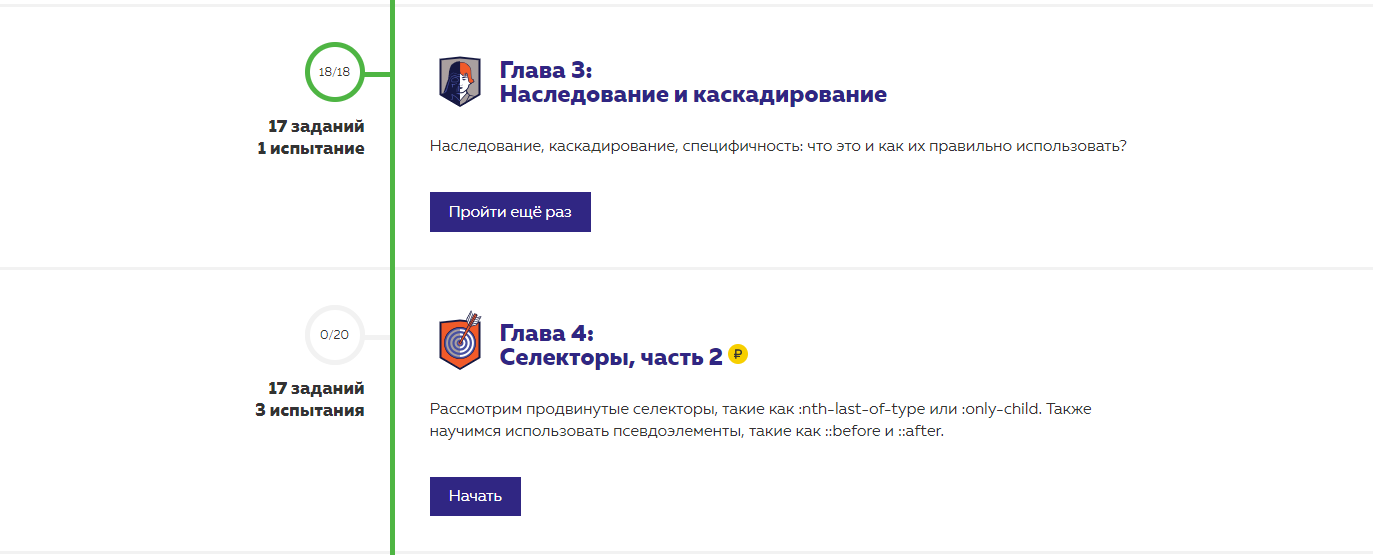 18/18
17 заданий
1 испытание
Глава 3:
Наследование и каскадирование
Наследование, каскадирование, специфичность: что это и как их правильно использовать?
Пройти ещё раз
0/20
17 заданий
3 испытания
Глава 4:
Селекторы, часть 2 ₽
Рассмотрим продвинутые селекторы, такие как :nth-last-of-type или :only-child. Также
научимся использовать псевдоэлементы, такие как ::before и ::after.
Начать